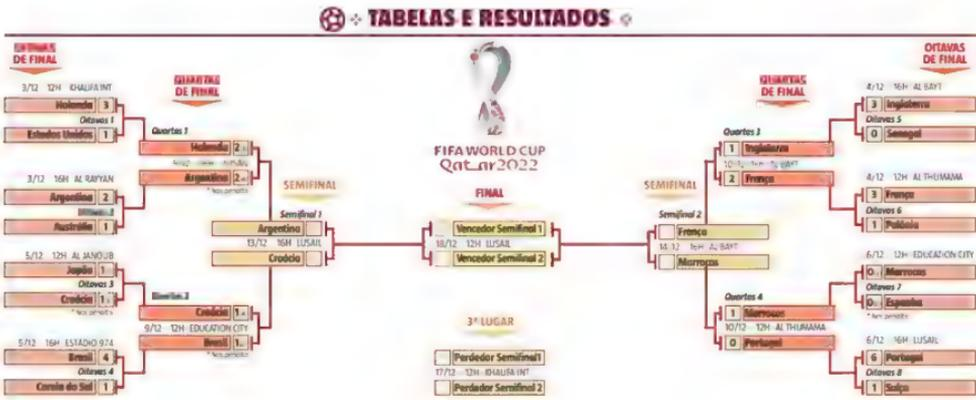 TABELAS E RESULTADOS
DE FINAL
3/12 12H KHALIFA INT
Holanda 3
Oitavas 1
Estados Unidos 1
3/12 16H AL RAYYAN
Argentina 2
Austrália 1
5/12 12H AL JANOUB
Japão 1
Oitavas 3
Croácia 1
* Nos pênaltis
5/12 16H ESTÁDIO 974
Brasil 4
Oitavas 4
Coreia do Sul 1
QUARTAS
DE FINAL
Quartas 1
Holanda 2
Argentina 2
* Nos pênaltis
Croácia 1
9/12 12H EDUCATION CITY
Brasil 1
* Nos pênaltis
SEMIFINAL
Semifinal 1
Argentina
13/12 16H LUSAIL
Croácia
FIFA WORLD CUP
Qatar2022
FINAL
Vencedor Semifinal 1
18/12 12H LUSAIL
Vencedor Semifinal 2
3º LUGAR
Perdedor Semifinal1
17/12 12H KHALIFA INT
Perdedor Semifinal 2
SEMIFINAL
Semifinal 2
França
14/12 16H AL BAYT
Marrocos
QUARTAS
DE FINAL
Quartas 3
1 Inglaterra
2 França
Quartas 4
1 Marrocos
10/12 12H AL THUMAMA
0 Portugal
OITAVAS
DE FINAL
4/12 16H AL BAYT
3 Inglaterra
Oitavas 5
0 Senegal
4/12 12H AL THUMAMA
3 França
Oitavas 6
1 Polônia
6/12 12H EDUCATION CITY
0 Marrocos
Oitavas 7
0 Espanha
* Nos pênaltis
6/12 16H LUSAIL
6 Portugal
Oitavas 8
1 Suíça